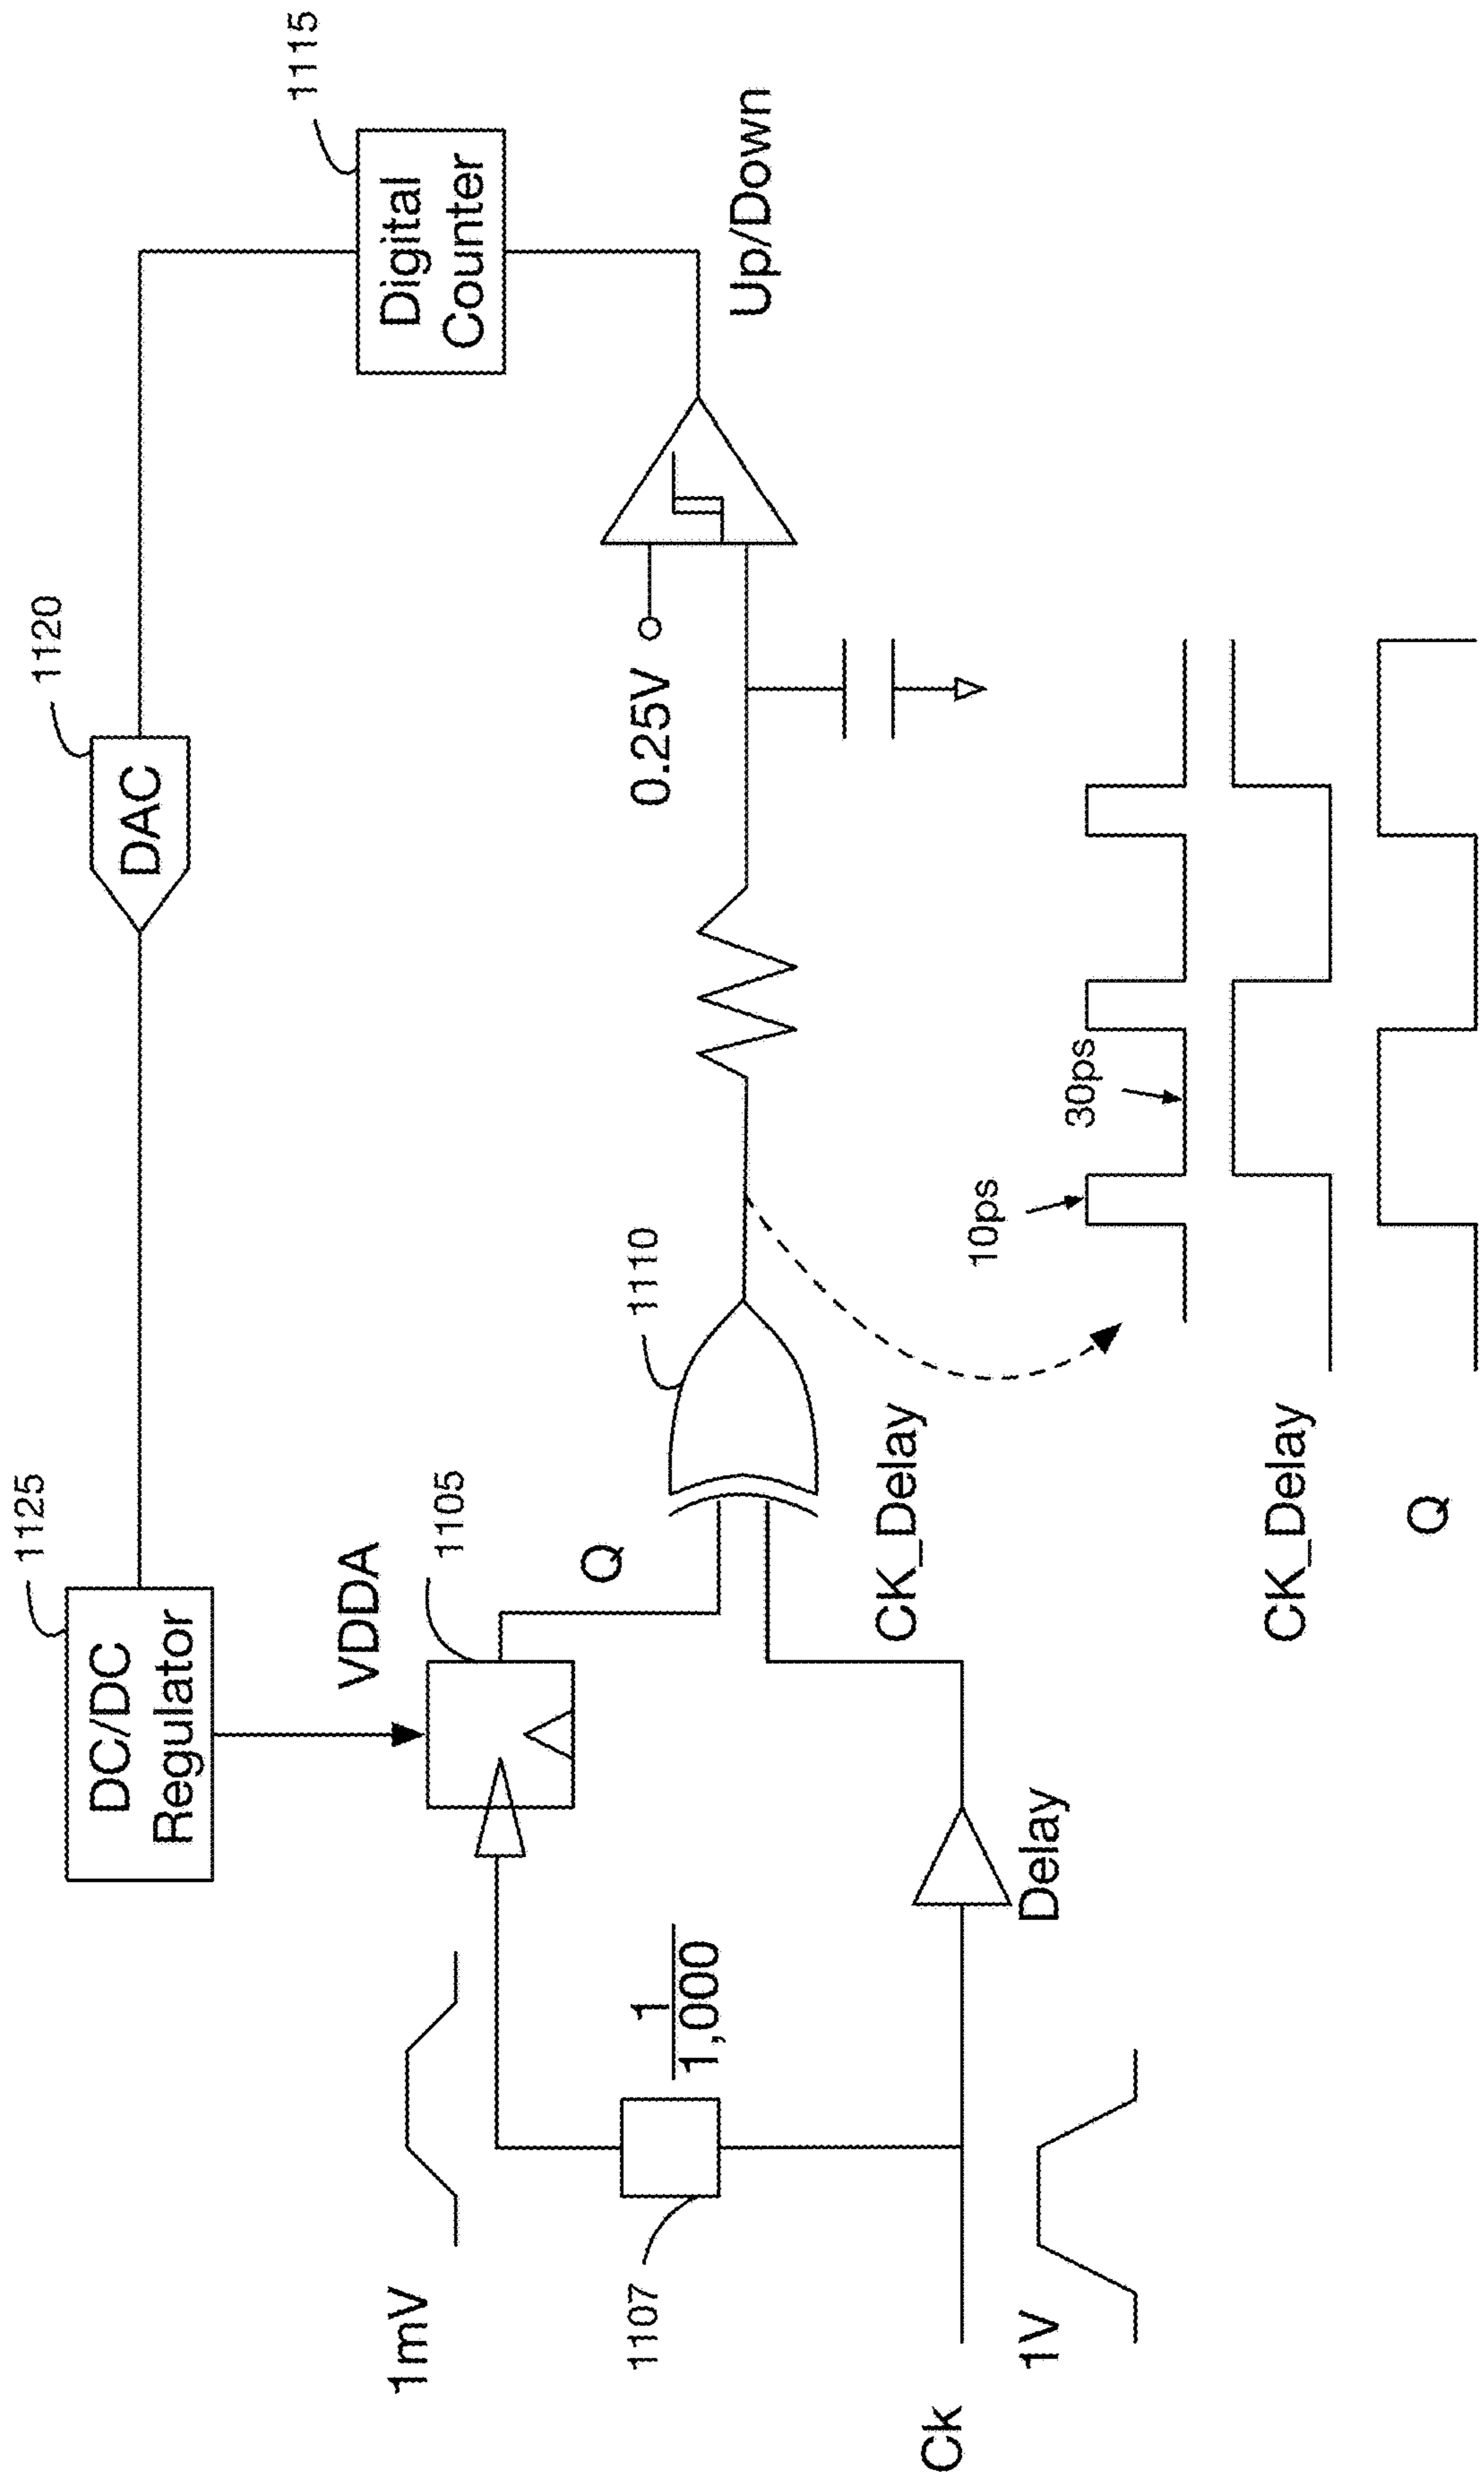 1125
DC/DC
Regulator
1120
DAC
1115
Digital
Counter
VDDA
1105
1mV
Q
1107
1
1,000
1110
0.25V
Up/Down
Ck
Delay
CK_Delay
1V
10ps
30ps
CK_Delay
Q